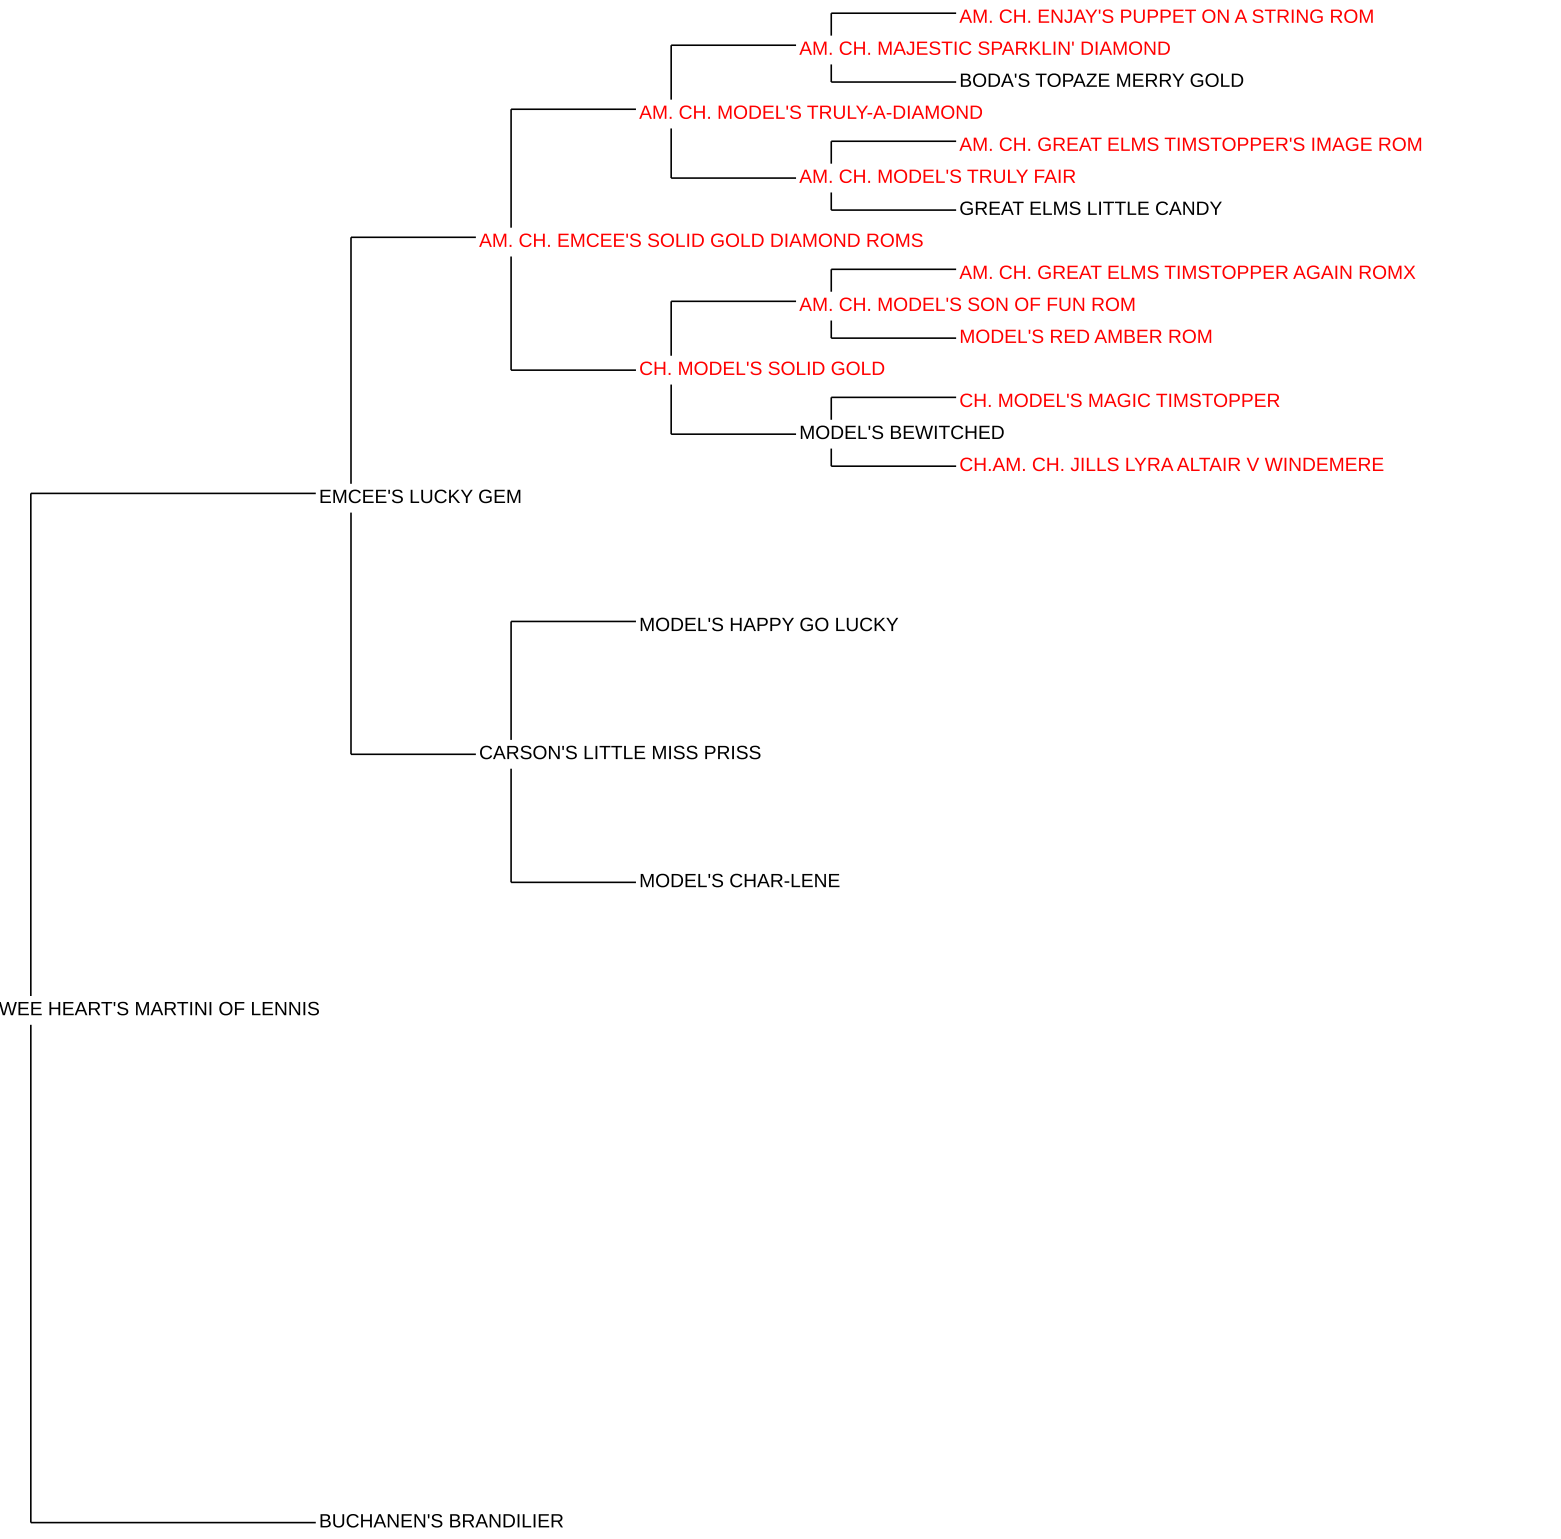 AM. CH. ENJAY'S PUPPET ON A STRING ROM
AM. CH. MAJESTIC SPARKLIN' DIAMOND
BODA'S TOPAZE MERRY GOLD
AM. CH. MODEL'S TRULY-A-DIAMOND
AM. CH. GREAT ELMS TIMSTOPPER'S IMAGE ROM
AM. CH. MODEL'S TRULY FAIR
GREAT ELMS LITTLE CANDY
AM. CH. EMCEE'S SOLID GOLD DIAMOND ROMS
AM. CH. GREAT ELMS TIMSTOPPER AGAIN ROMX
AM. CH. MODEL'S SON OF FUN ROM
MODEL'S RED AMBER ROM
CH. MODEL'S SOLID GOLD
CH. MODEL'S MAGIC TIMSTOPPER
MODEL'S BEWITCHED
CH.AM. CH. JILLS LYRA ALTAIR V WINDEMERE
EMCEE'S LUCKY GEM
MODEL'S HAPPY GO LUCKY
CARSON'S LITTLE MISS PRISS
MODEL'S CHAR-LENE
WEE HEART'S MARTINI OF LENNIS
BUCHANEN'S BRANDILIER